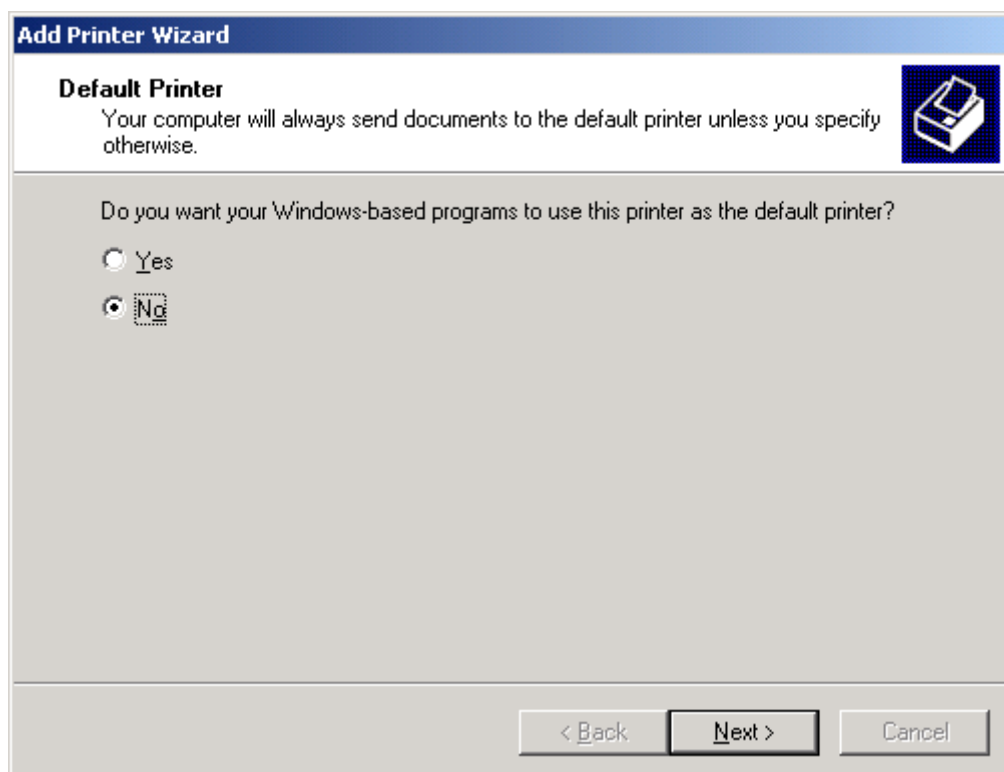 Add Printer Wizard
Default Printer
Your computer will always send documents to the default printer unless you specify
otherwise.
Do you want your Windows-based programs to use this printer as the default printer?
Yes
No
< Back
Next >
Cancel